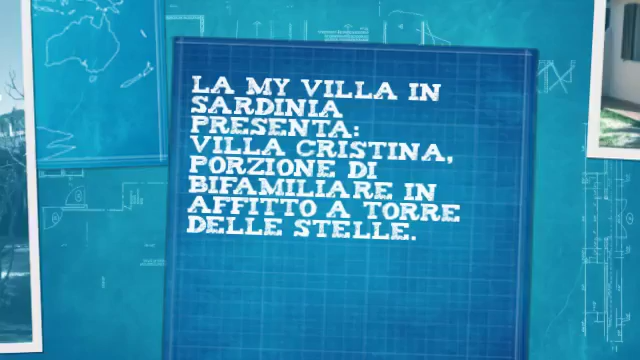 LA MY VILLA IN
SARDINIA
PRESENTA:
VILLA CRISTINA,
PORZIONE DI
BIFAMILIARE IN
AFFITTO A TORRE
DELLE STELLE.